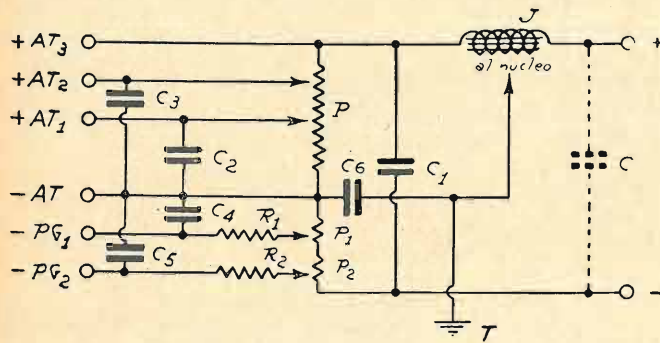 +AT3
J
+
+AT2
C3
al nucleo
+AT1
P
C2
C6
C1
C
-AT
C4
R1
P1
-PG1
C5
R2
P2
-PG2
-
T